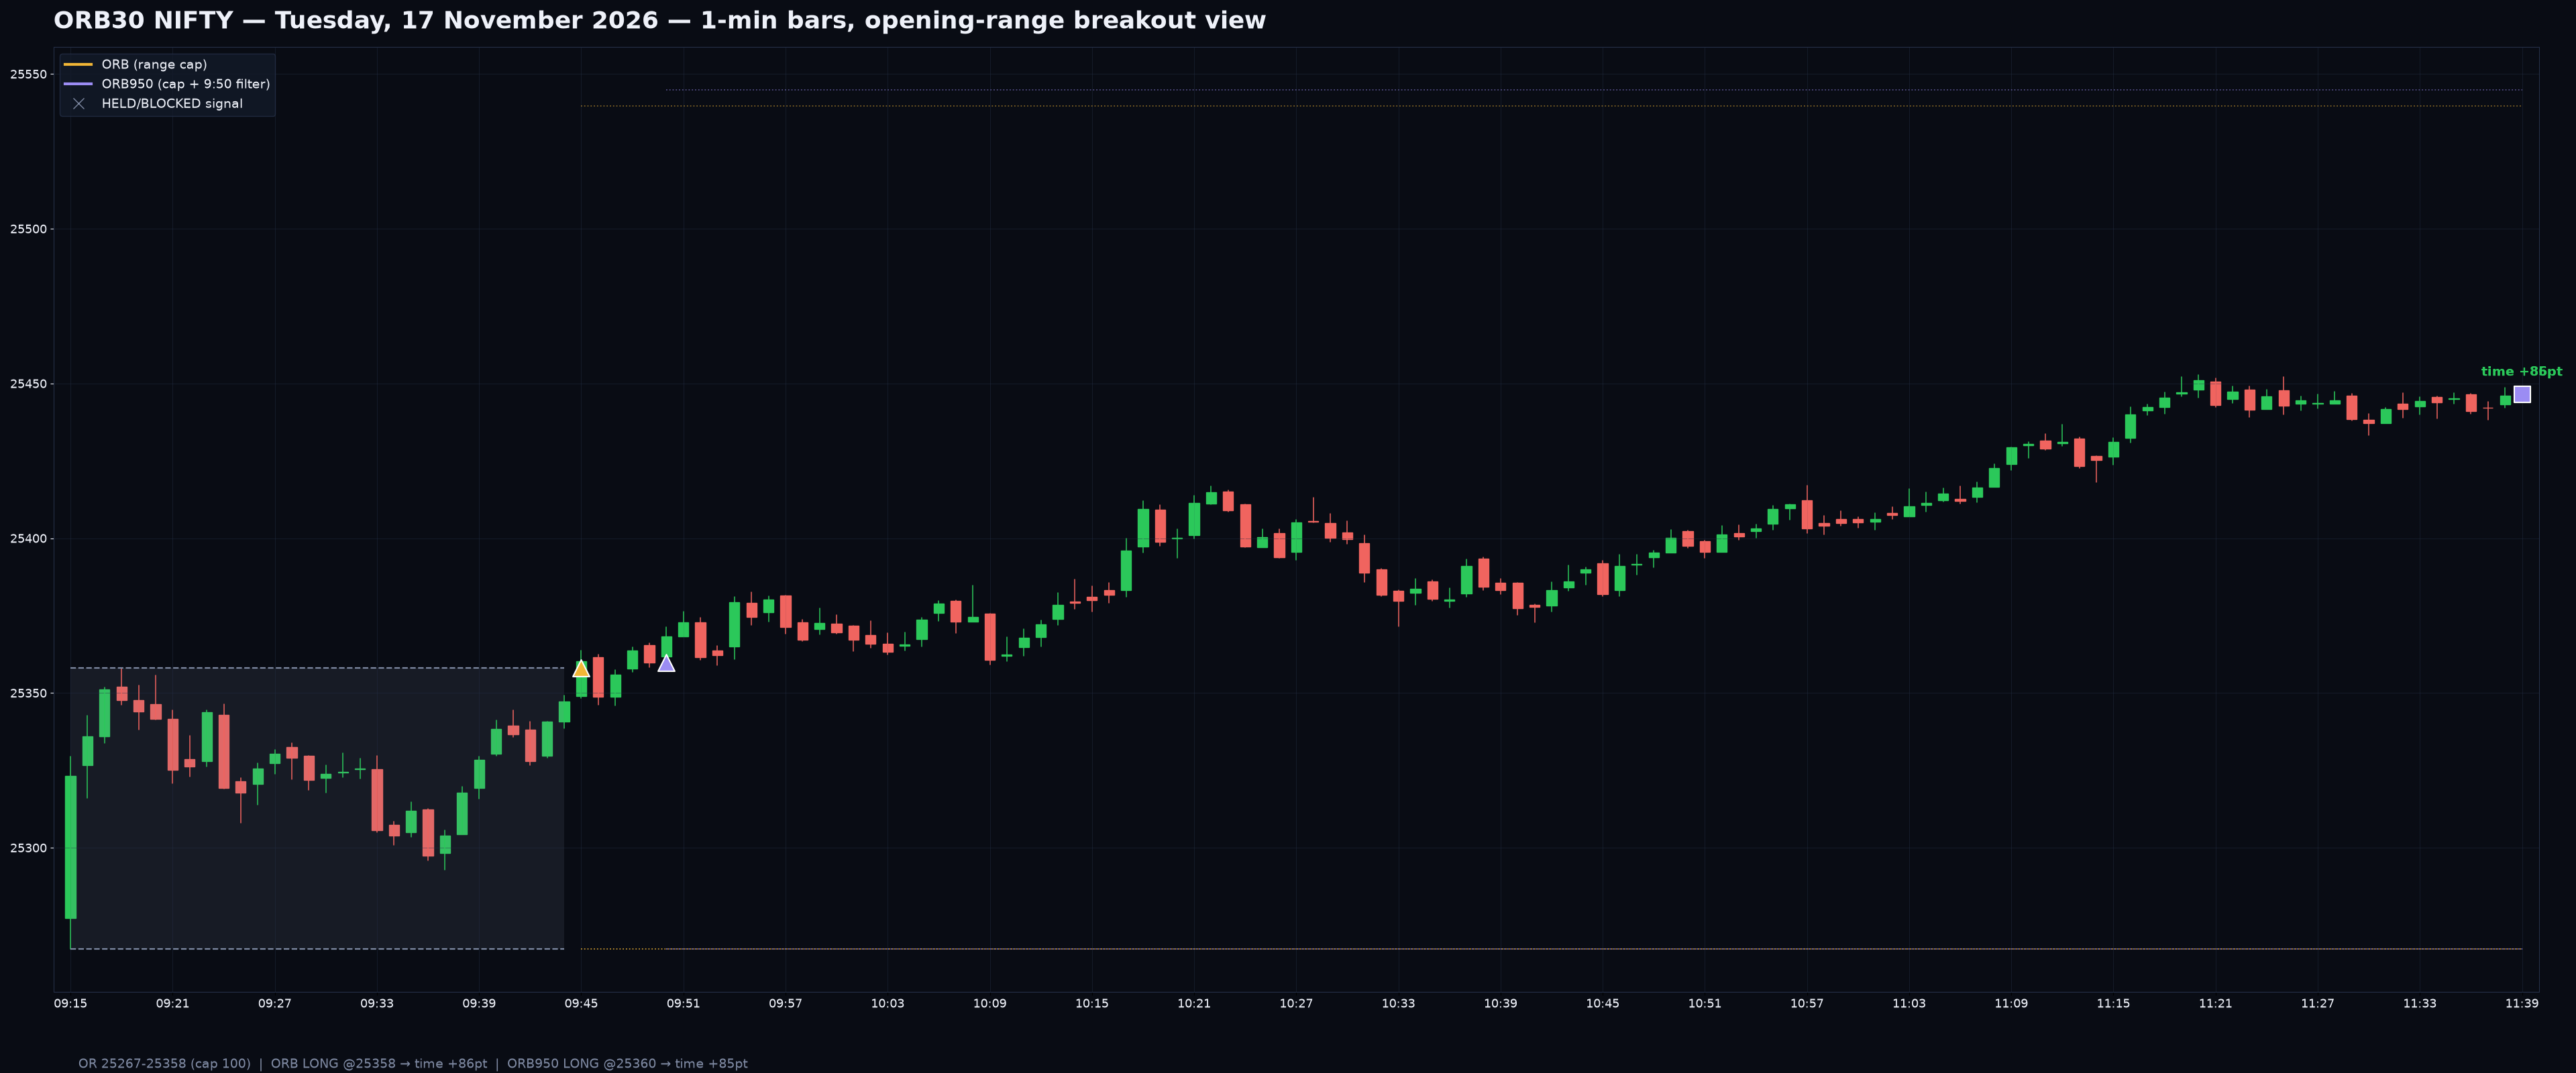 ORB30 NIFTY — Tuesday, 17 November 2026 — 1-min bars, opening-range breakout view
ORB (range cap)
ORB950 (cap + 9:50 filter)
HELD/BLOCKED signal
25550
25500
25450
25400
25350
25300
time +85pt
09:15 09:21 09:27 09:33 09:39 09:45 09:51 09:57 10:03 10:09 10:15 10:21 10:27 10:33 10:39 10:45 10:51 10:57 11:03 11:09 11:15 11:21 11:27 11:33 11:39
OR 25267-25358 (cap 100) | ORB LONG @25358 → time +86pt | ORB950 LONG @25360 → time +85pt